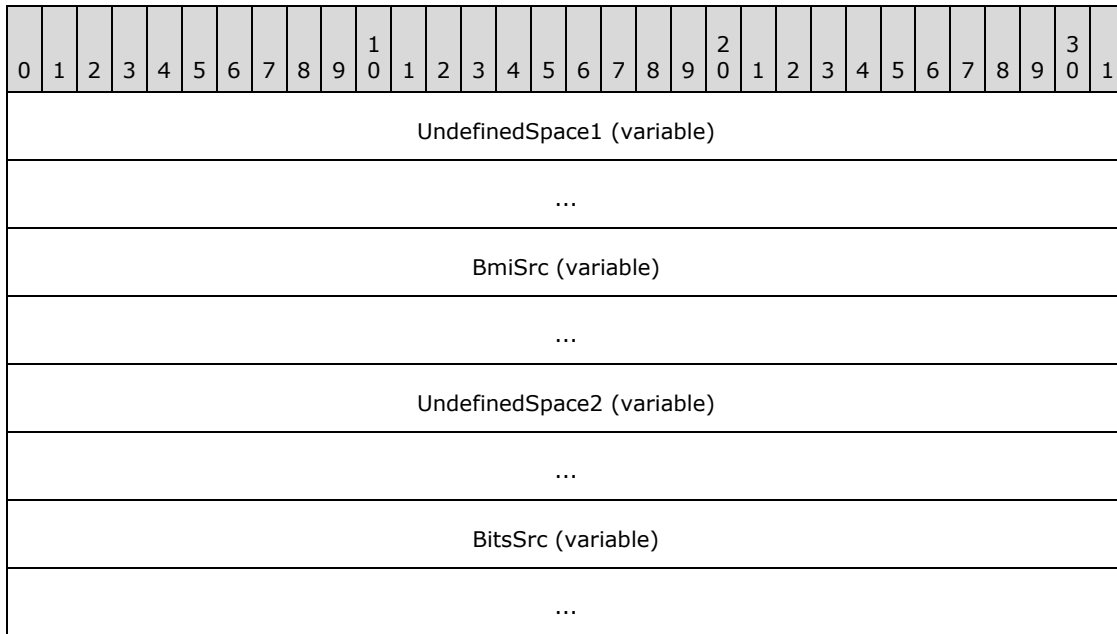 1 2 3
0 1 2 3 4 5 6 7 8 9 0 1 2 3 4 5 6 7 8 9 0 1 2 3 4 5 6 7 8 9 0 1
UndefinedSpace1 (variable)
...
BmiSrc (variable)
...
UndefinedSpace2 (variable)
...
BitsSrc (variable)
...